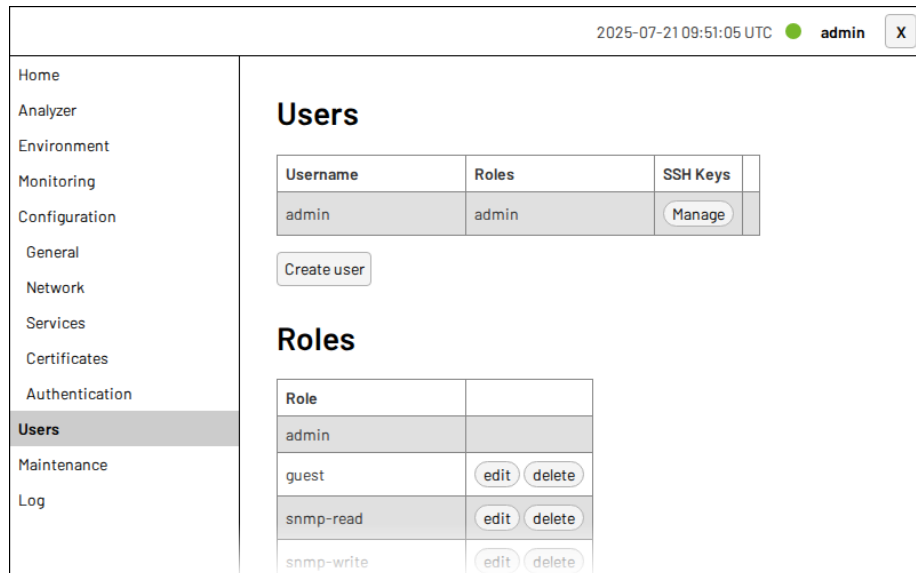 2025-07-21 09:51:05 UTC admin X
Home
Analyzer
Environment
Monitoring
Configuration
General
Network
Services
Certificates
Authentication
Users
Maintenance
Log
Users
Username Roles SSH Keys
admin admin Manage
Create user
Roles
Role
admin
guest edit delete
snmp-read edit delete
snmp-write edit delete